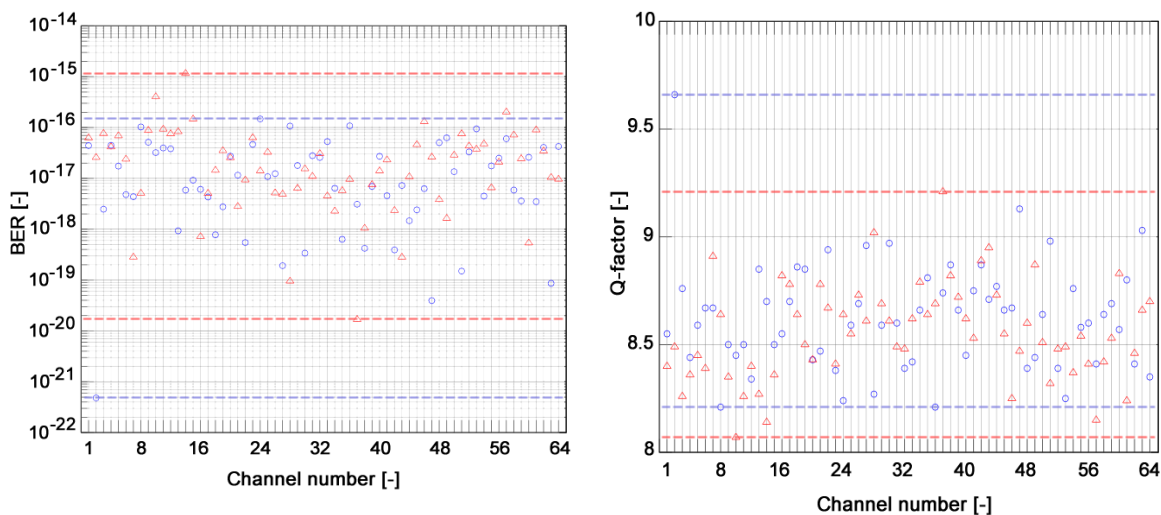 10⁻¹⁴
10⁻¹⁵
10⁻¹⁶
10⁻¹⁷
10⁻¹⁸
10⁻¹⁹
10⁻²⁰
10⁻²¹
10⁻²²
BER [-]
1 8 16 24 32 40 48 56 64
Channel number [-]
10
9.5
9
8.5
8
Q-factor [-]
1 8 16 24 32 40 48 56 64
Channel number [-]